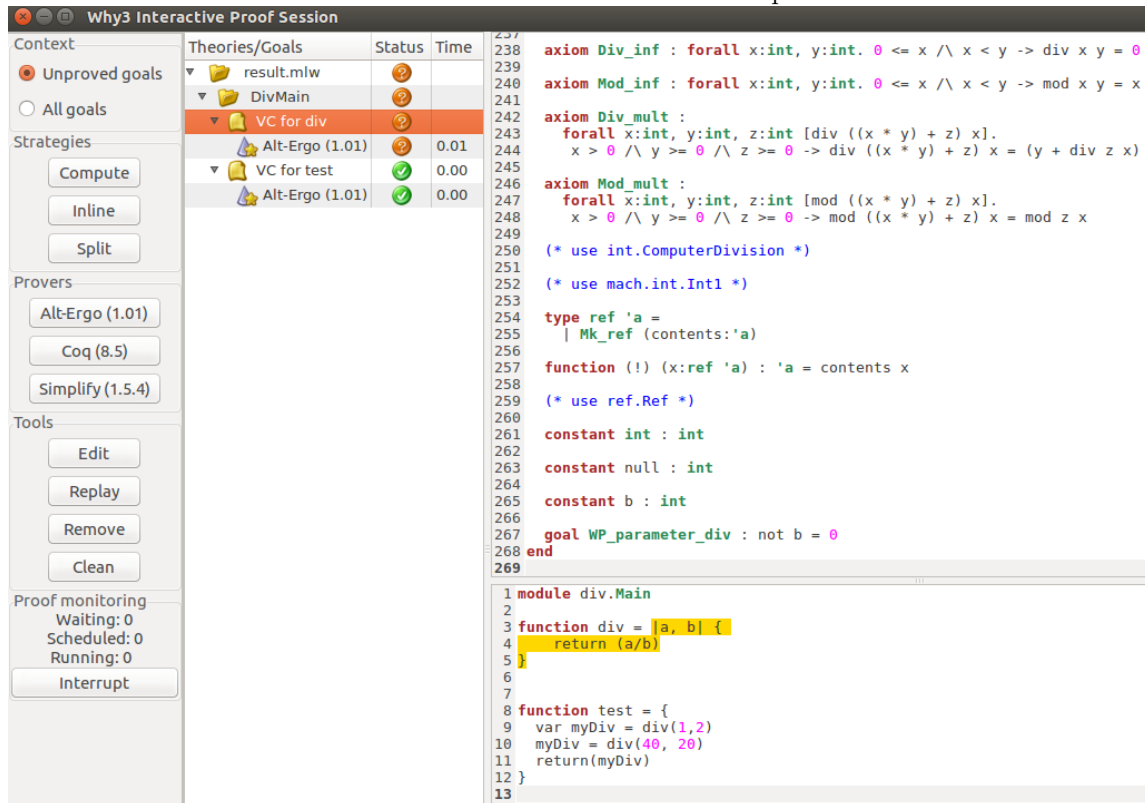 Why3 Interactive Proof Session
Context
Unproved goals
All goals
Strategies
Compute
Inline
Split
Provers
Alt-Ergo (1.01)
Coq (8.5)
Simplify (1.5.4)
Tools
Edit
Replay
Remove
Clean
Proof monitoring
Waiting: 0
Scheduled: 0
Running: 0
Interrupt
Theories/Goals Status Time
result.mlw
DivMain
VC for div
Alt-Ergo (1.01) 0.01
VC for test 0.00
Alt-Ergo (1.01) 0.00
237
238 axiom Div_inf : forall x:int, y:int. 0 <= x /\ x < y -> div x y = 0
239
240 axiom Mod_inf : forall x:int, y:int. 0 <= x /\ x < y -> mod x y = x
241
242 axiom Div_mult :
243 forall x:int, y:int, z:int [div ((x * y) + z) x].
244 x > 0 /\ y >= 0 /\ z >= 0 -> div ((x * y) + z) x = (y + div z x)
245
246 axiom Mod_mult :
247 forall x:int, y:int, z:int [mod ((x * y) + z) x].
248 x > 0 /\ y >= 0 /\ z >= 0 -> mod ((x * y) + z) x = mod z x
249
250 (* use int.ComputerDivision *)
251
252 (* use mach.int.Int1 *)
253
254 type ref 'a =
255 | Mk_ref (contents:'a)
256
257 function (!) (x:ref 'a) : 'a = contents x
258
259 (* use ref.Ref *)
260
261 constant int : int
262
263 constant null : int
264
265 constant b : int
266
267 goal WP_parameter_div : not b = 0
268 end
269
1 module div.Main
2
3 function div = |a, b| {
4 return (a/b)
5 }
6
7
8 function test = {
9 var myDiv = div(1,2)
10 myDiv = div(40, 20)
11 return(myDiv)
12 }
13